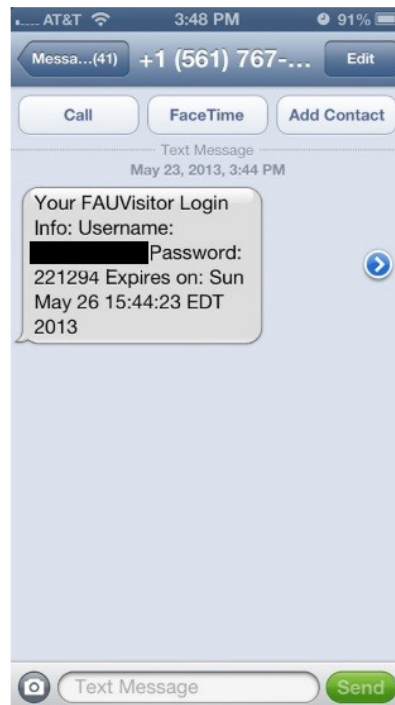 AT&T 3:48 PM 91%
Messa...(41) +1 (561) 767-... Edit
Call FaceTime Add Contact
Text Message
May 23, 2013, 3:44 PM
Your FAUVisitor Login
Info: Username:
Password:
221294 Expires on: Sun
May 26 15:44:23 EDT
2013
Text Message Send